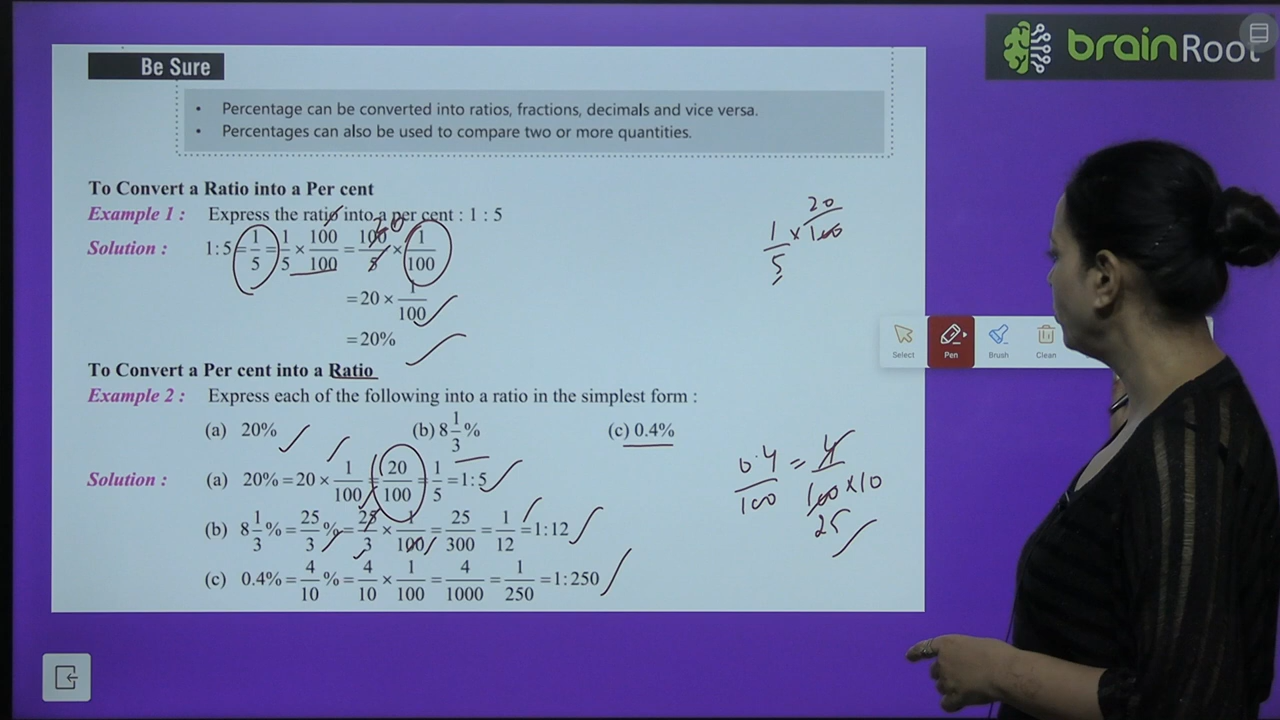 brainRoot
Be Sure
• Percentage can be converted into ratios, fractions, decimals and vice versa.
• Percentages can also be used to compare two or more quantities.
To Convert a Ratio into a Per cent
Example 1 : Express the ratio into a per cent : 1 : 5
Solution : 1:5 = 1/5 = 1/5 × 100/100 = 100/5 × 1/100
= 20 × 1/100
= 20%
1/5 × 100 20
To Convert a Per cent into a Ratio
Example 2 : Express each of the following into a ratio in the simplest form :
(a) 20% (b) 8 1/3 % (c) 0.4%
Solution : (a) 20% = 20 × 1/100 = 20/100 = 1/5 = 1:5
(b) 8 1/3 % = 25/3 % = 25/3 × 1/100 = 25/300 = 1/12 = 1:12
(c) 0.4% = 4/10 % = 4/10 × 1/100 = 4/1000 = 1/250 = 1:250
0.4/100 = 4/100×10
25
Select Pen Brush Clean